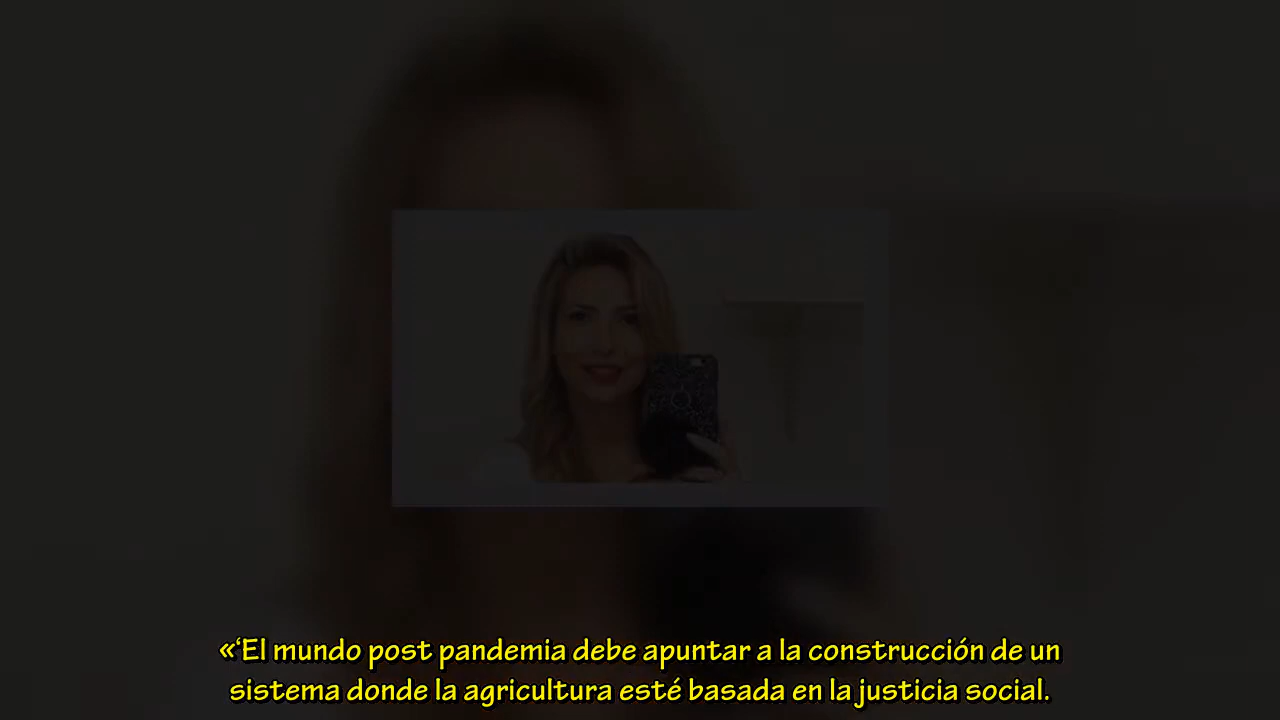 «‘El mundo post pandemia debe apuntar a la construcción de un
sistema donde la agricultura esté basada en la justicia social.